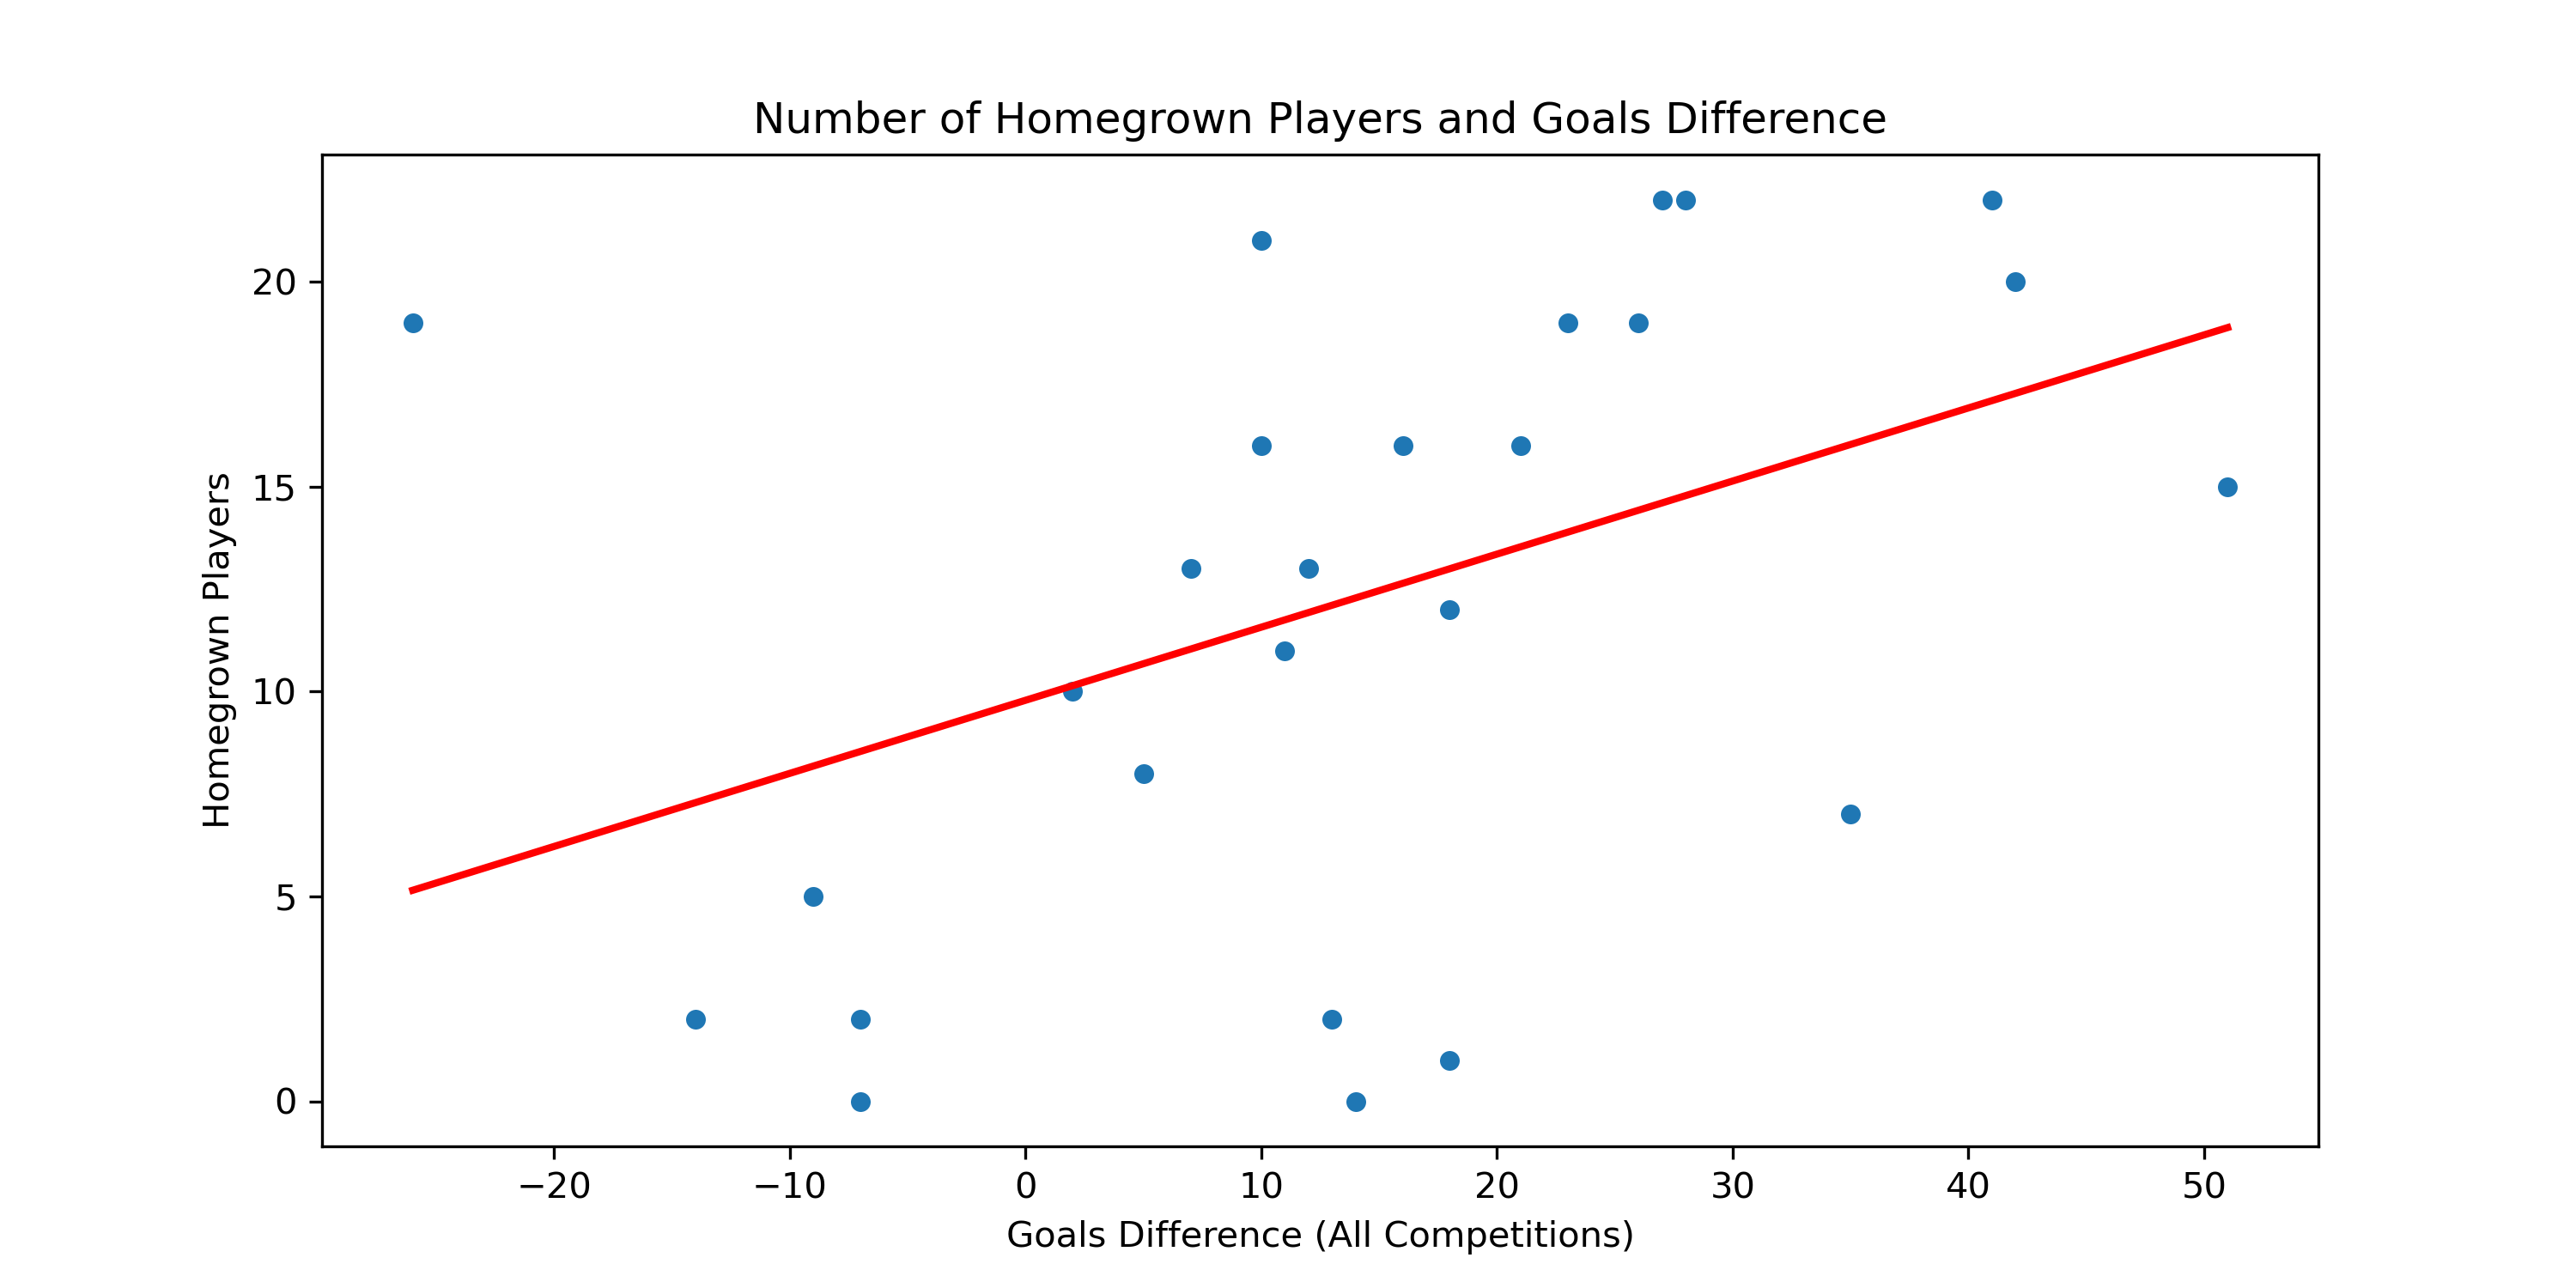 Number of Homegrown Players and Goals Difference
Homegrown Players
20
15
10
5
0
−20 −10 0 10 20 30 40 50
Goals Difference (All Competitions)